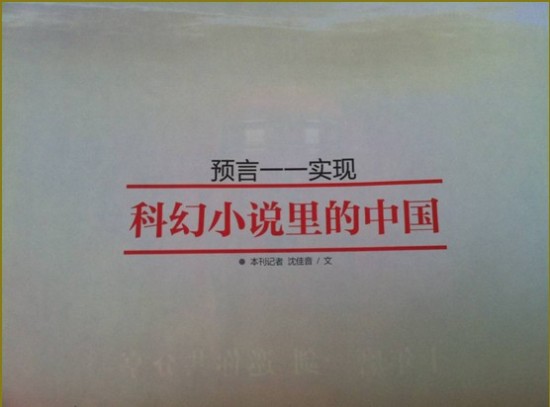 预言一一实现
科幻小说里的中国
● 本刊记者 沈佳音 / 文